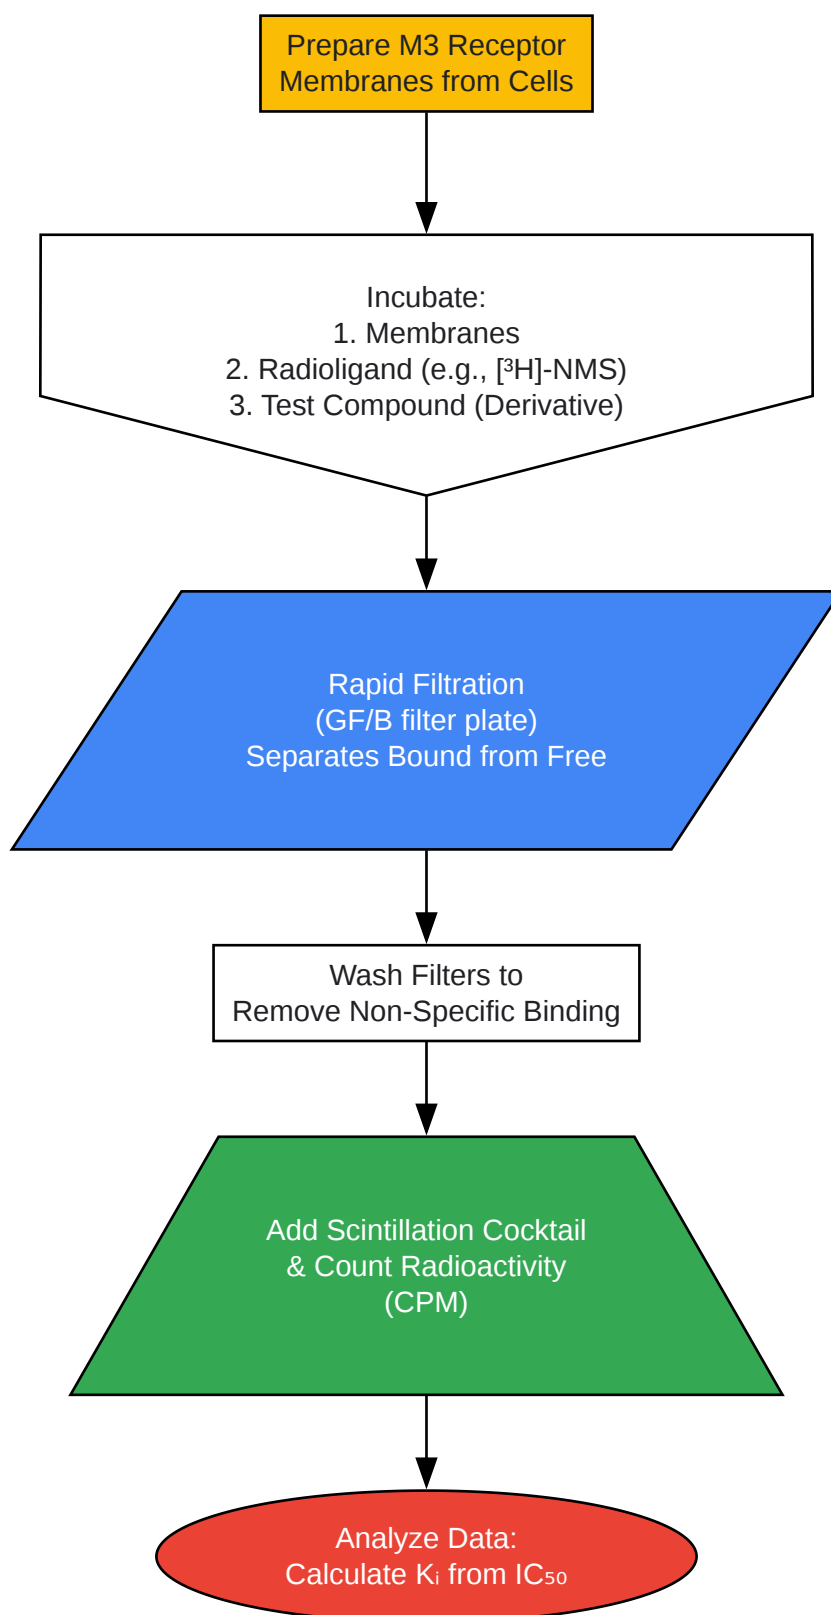 Prepare M3 Receptor
Membranes from Cells
Incubate:
1. Membranes
2. Radioligand (e.g., [³H]-NMS)
3. Test Compound (Derivative)
Rapid Filtration
(GF/B filter plate)
Separates Bound from Free
Wash Filters to
Remove Non-Specific Binding
Add Scintillation Cocktail
& Count Radioactivity
(CPM)
Analyze Data:
Calculate Kᵢ from IC₅₀